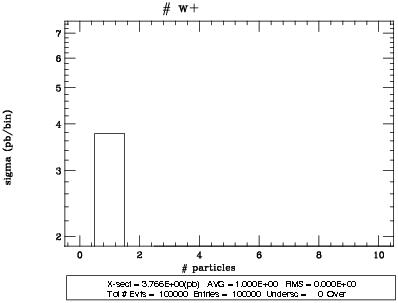 # w+
7
6
5
4
3
2
sigma (pb/bin)
0 2 4 6 8 10
# particles
X-sect = 3.766E+00(pb) AVG = 1.000E+00 RMS = 0.000E+00
Tot # Evts = 100000 Entries = 100000 Undersc = 0 Over